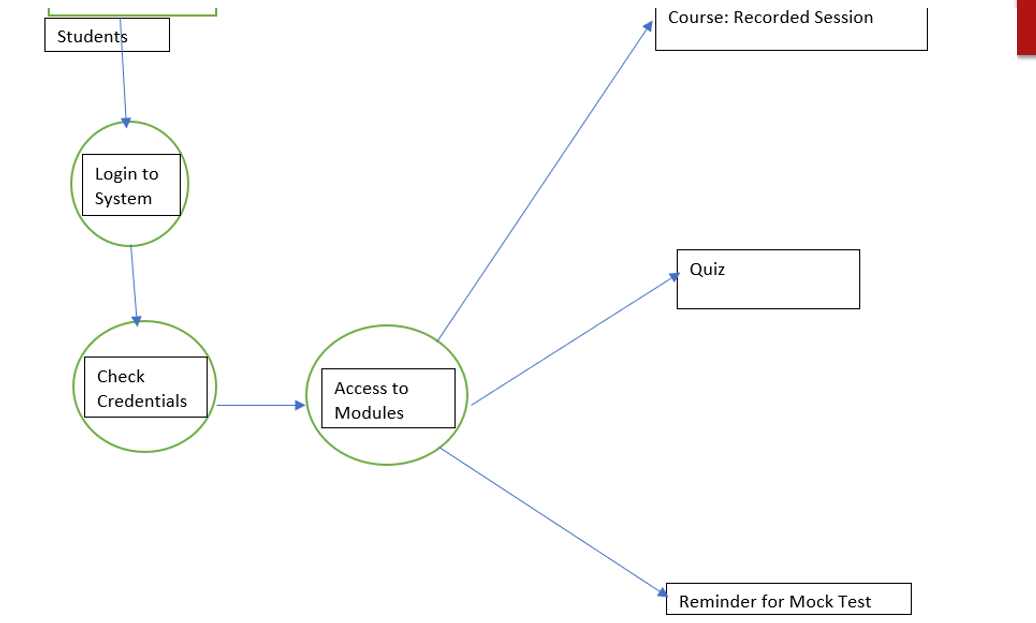 Students
Login to
System
Check
Credentials
Access to
Modules
Course: Recorded Session
Quiz
Reminder for Mock Test